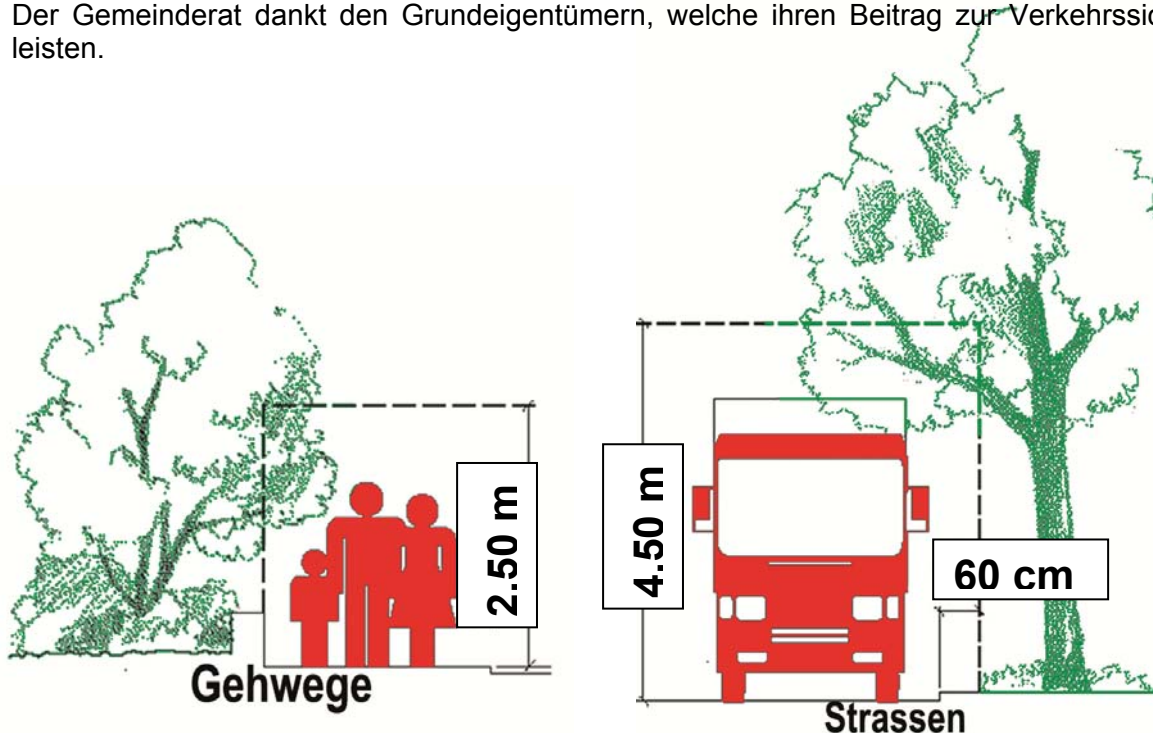 Der Gemeinderat dankt den Grundeigentümern, welche ihren Beitrag zur
leisten.
2.50 m
Gehwege
4.50 m
60 cm
Strassen